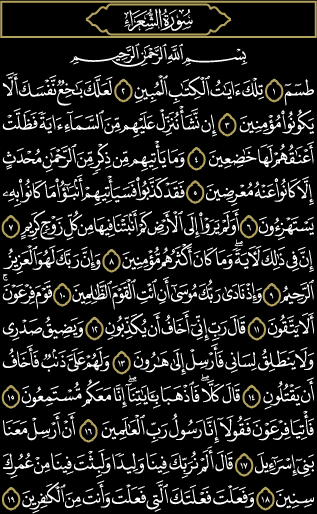 سُورَةُ الشُّعَرَاءِ
بِسْمِ اللَّهِ الرَّحْمَٰنِ الرَّحِيمِ
طسٓمٓ ١ تِلْكَ ءَايَٰتُ ٱلْكِتَٰبِ ٱلْمُبِينِ ٢ لَعَلَّكَ بَٰخِعٌ نَّفْسَكَ أَلَّا
يَكُونُوا۟ مُؤْمِنِينَ ٣ إِن نَّشَأْ نُنَزِّلْ عَلَيْهِم مِّنَ ٱلسَّمَآءِ ءَايَةً فَظَلَّتْ
أَعْنَٰقُهُمْ لَهَا خَٰضِعِينَ ٤ وَمَا يَأْتِيهِم مِّن ذِكْرٍ مِّنَ ٱلرَّحْمَٰنِ مُحْدَثٍ
إِلَّا كَانُوا۟ عَنْهُ مُعْرِضِينَ ٥ فَقَدْ كَذَّبُوا۟ فَسَيَأْتِيهِمْ أَنۢبَٰٓؤُا۟ مَا كَانُوا۟ بِهِۦ
يَسْتَهْزِءُونَ ٦ أَوَلَمْ يَرَوْا۟ إِلَى ٱلْأَرْضِ كَمْ أَنۢبَتْنَا فِيهَا مِن كُلِّ زَوْجٍ كَرِيمٍ ٧
إِنَّ فِى ذَٰلِكَ لَءَايَةً ۖ وَمَا كَانَ أَكْثَرُهُم مُّؤْمِنِينَ ٨ وَإِنَّ رَبَّكَ لَهُوَ ٱلْعَزِيزُ
ٱلرَّحِيمُ ٩ وَإِذْ نَادَىٰ رَبُّكَ مُوسَىٰٓ أَنِ ٱئْتِ ٱلْقَوْمَ ٱلظَّٰلِمِينَ ١٠ قَوْمَ فِرْعَوْنَ ۚ
أَلَا يَتَّقُونَ ١١ قَالَ رَبِّ إِنِّىٓ أَخَافُ أَن يُكَذِّبُونِ ١٢ وَيَضِيقُ صَدْرِى
وَلَا يَنطَلِقُ لِسَانِى فَأَرْسِلْ إِلَىٰ هَٰرُونَ ١٣ وَلَهُمْ عَلَىَّ ذَنۢبٌ فَأَخَافُ
أَن يَقْتُلُونِ ١٤ قَالَ كَلَّا ۖ فَٱذْهَبَا بِـَٔايَٰتِنَآ ۖ إِنَّا مَعَكُم مُّسْتَمِعُونَ ١٥
فَأْتِيَا فِرْعَوْنَ فَقُولَآ إِنَّا رَسُولُ رَبِّ ٱلْعَٰلَمِينَ ١٦ أَنْ أَرْسِلْ مَعَنَا
بَنِىٓ إِسْرَٰٓءِيلَ ١٧ قَالَ أَلَمْ نُرَبِّكَ فِينَا وَلِيدًا وَلَبِثْتَ فِينَا مِنْ عُمُرِكَ
سِنِينَ ١٨ وَفَعَلْتَ فَعْلَتَكَ ٱلَّتِى فَعَلْتَ وَأَنتَ مِنَ ٱلْكَٰفِرِينَ ١٩